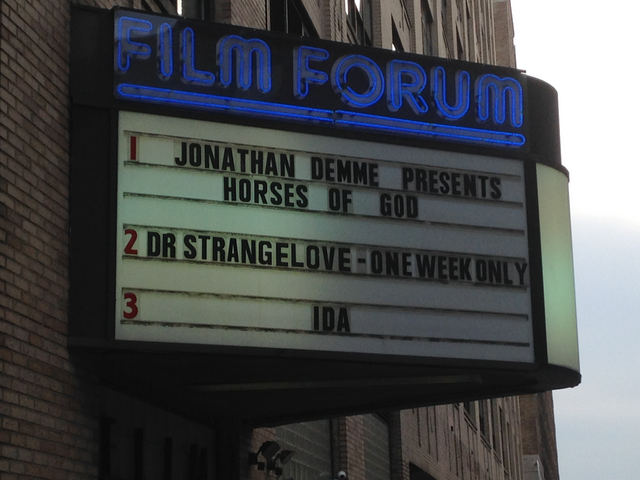 FILM FORUM
1 JONATHAN DEMME PRESENTS
HORSES OF GOD
2 DR STRANGELOVE - ONE WEEK ONLY
3 IDA